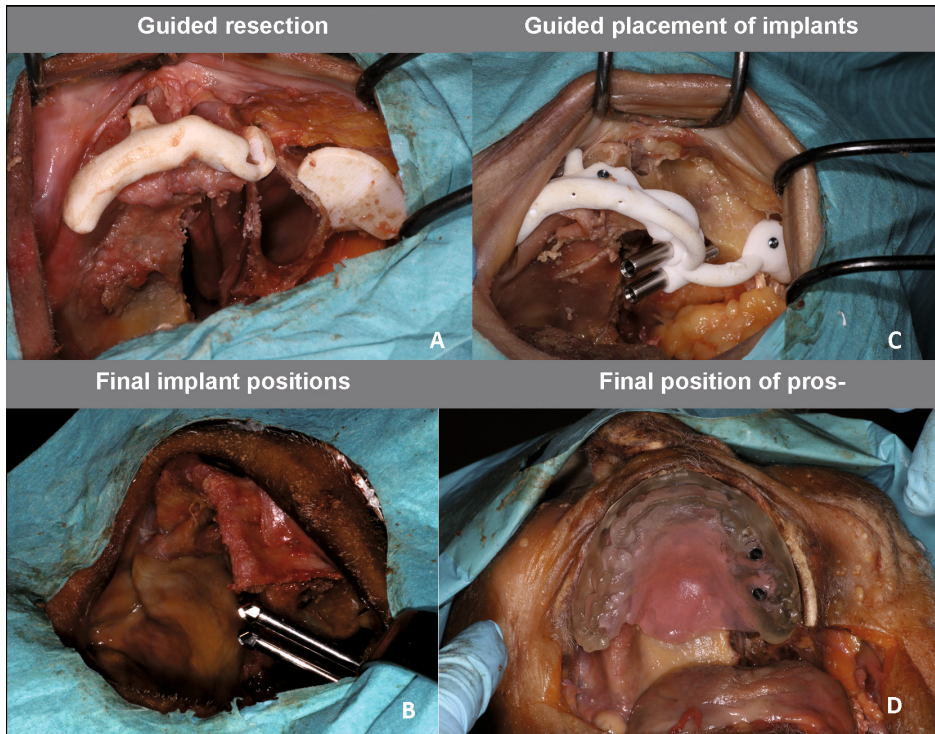 Guided resection
Guided placement of implants
A
C
Final implant positions
Final position of pros-
B
D